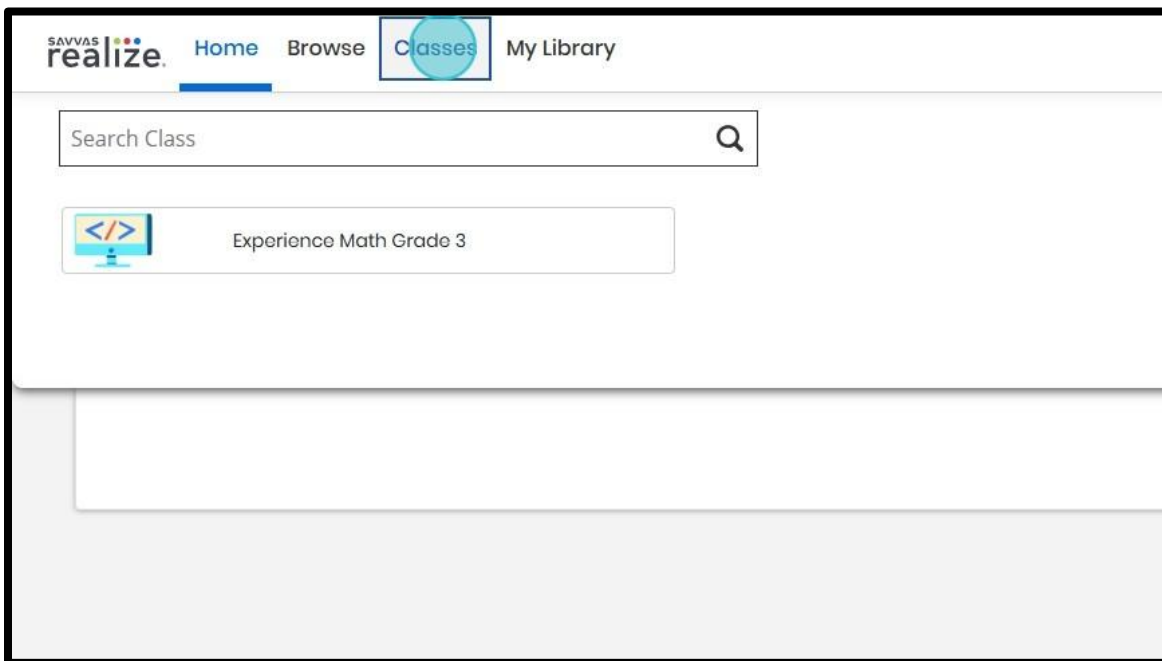 savvas
realize.
Home Browse Classes My Library
Search Class
</>
Experience Math Grade 3